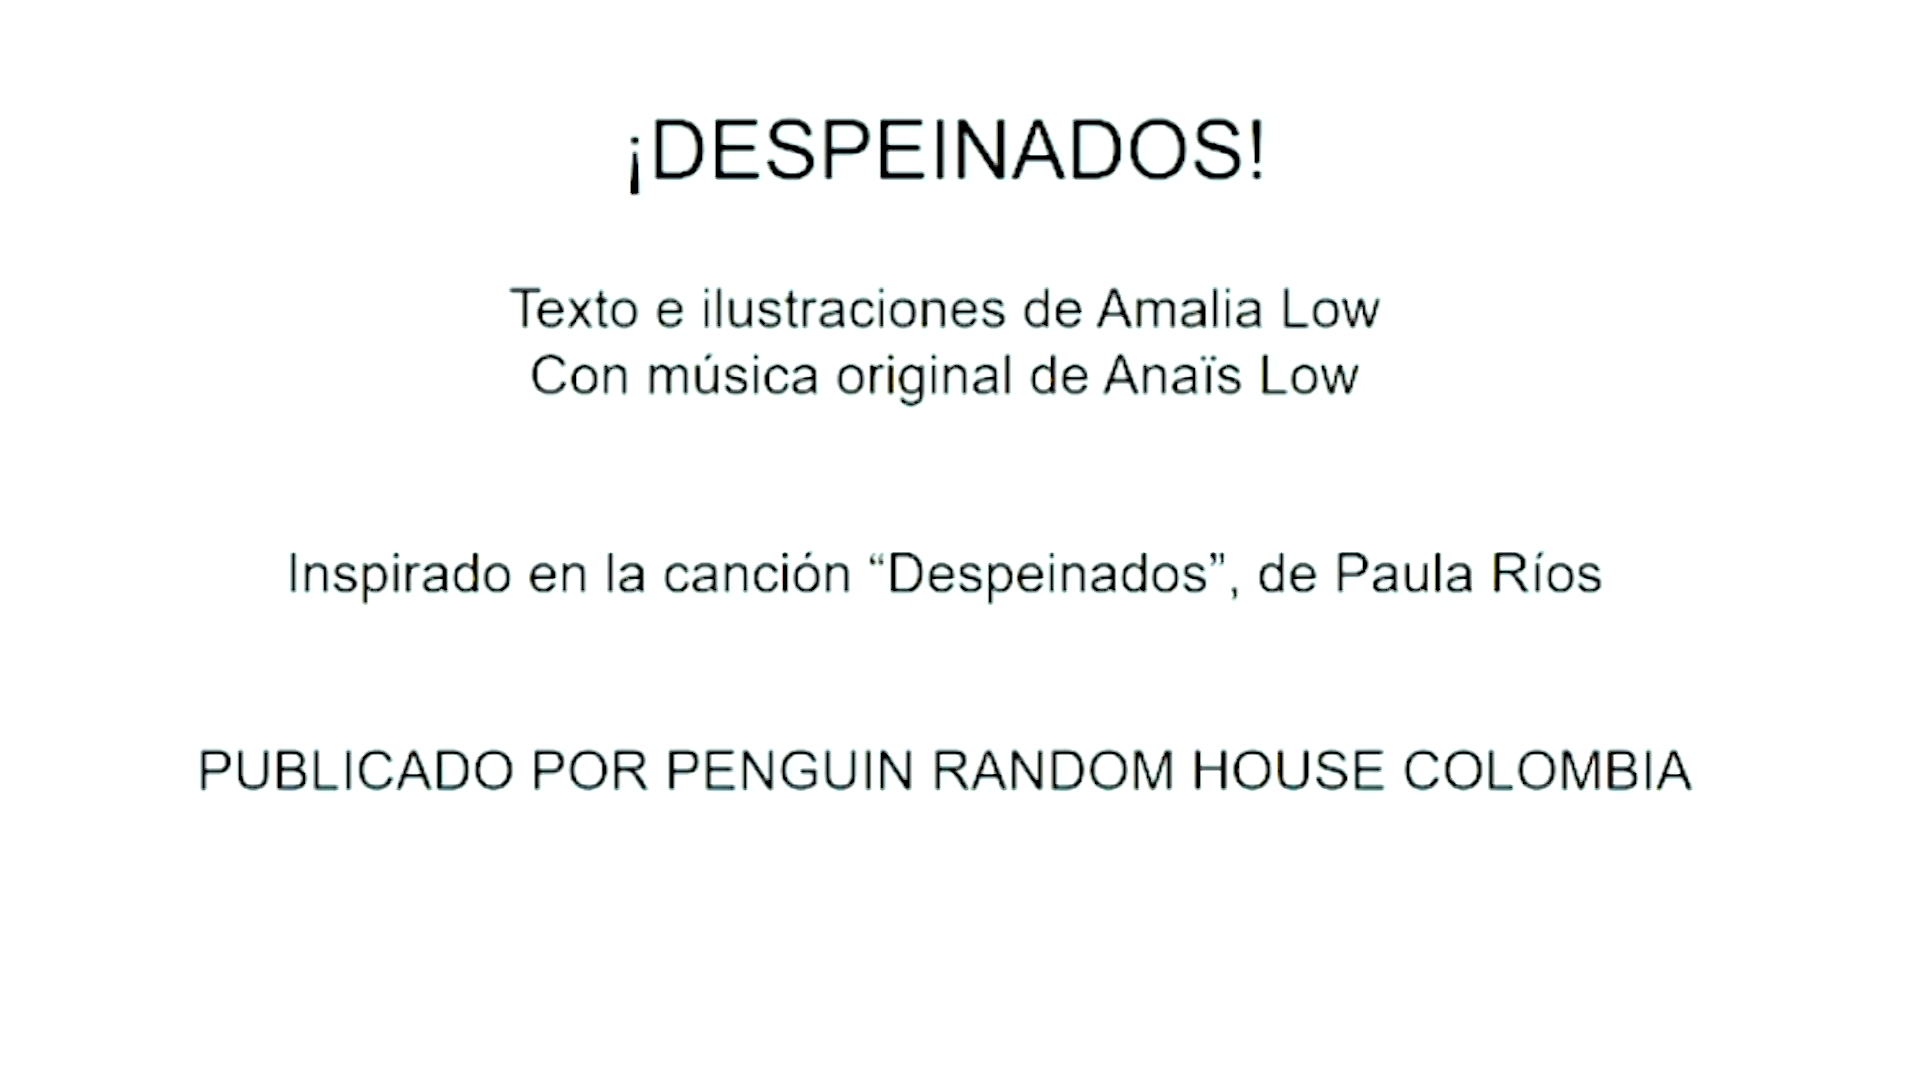 ¡DESPEINADOS!
Texto e ilustraciones de Amalia Low
Con música original de Anaïs Low
Inspirado en la canción “Despeinados”, de Paula Ríos
PUBLICADO POR PENGUIN RANDOM HOUSE COLOMBIA